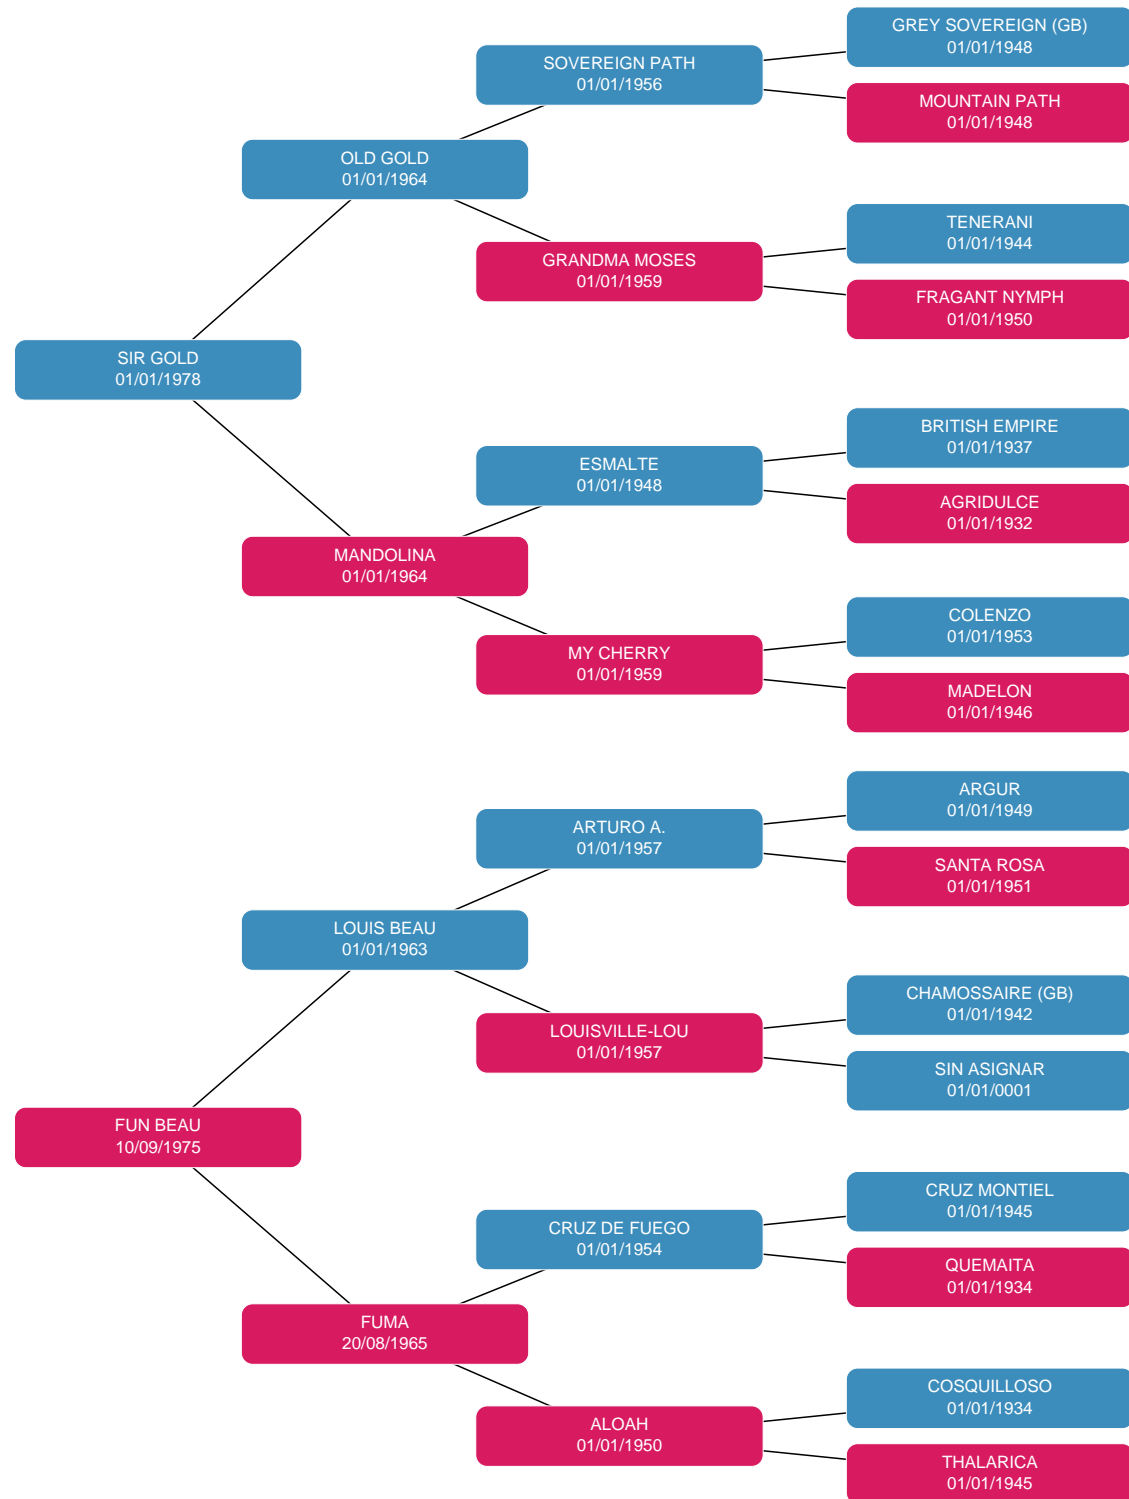 GREY SOVEREIGN (GB)
01/01/1948
SOVEREIGN PATH
01/01/1956
MOUNTAIN PATH
01/01/1948
OLD GOLD
01/01/1964
TENERANI
01/01/1944
GRANDMA MOSES
01/01/1959
FRAGANT NYMPH
01/01/1950
SIR GOLD
01/01/1978
BRITISH EMPIRE
01/01/1937
ESMALTE
01/01/1948
AGRIDULCE
01/01/1932
MANDOLINA
01/01/1964
COLENZO
01/01/1953
MY CHERRY
01/01/1959
MADELON
01/01/1946
ARGUR
01/01/1949
ARTURO A.
01/01/1957
SANTA ROSA
01/01/1951
LOUIS BEAU
01/01/1963
CHAMOSSAIRE (GB)
01/01/1942
LOUISVILLE-LOU
01/01/1957
SIN ASIGNAR
01/01/0001
FUN BEAU
10/09/1975
CRUZ MONTIEL
01/01/1945
CRUZ DE FUEGO
01/01/1954
QUEMAITA
01/01/1934
FUMA
20/08/1965
COSQUILLOSO
01/01/1934
ALOAH
01/01/1950
THALARICA
01/01/1945